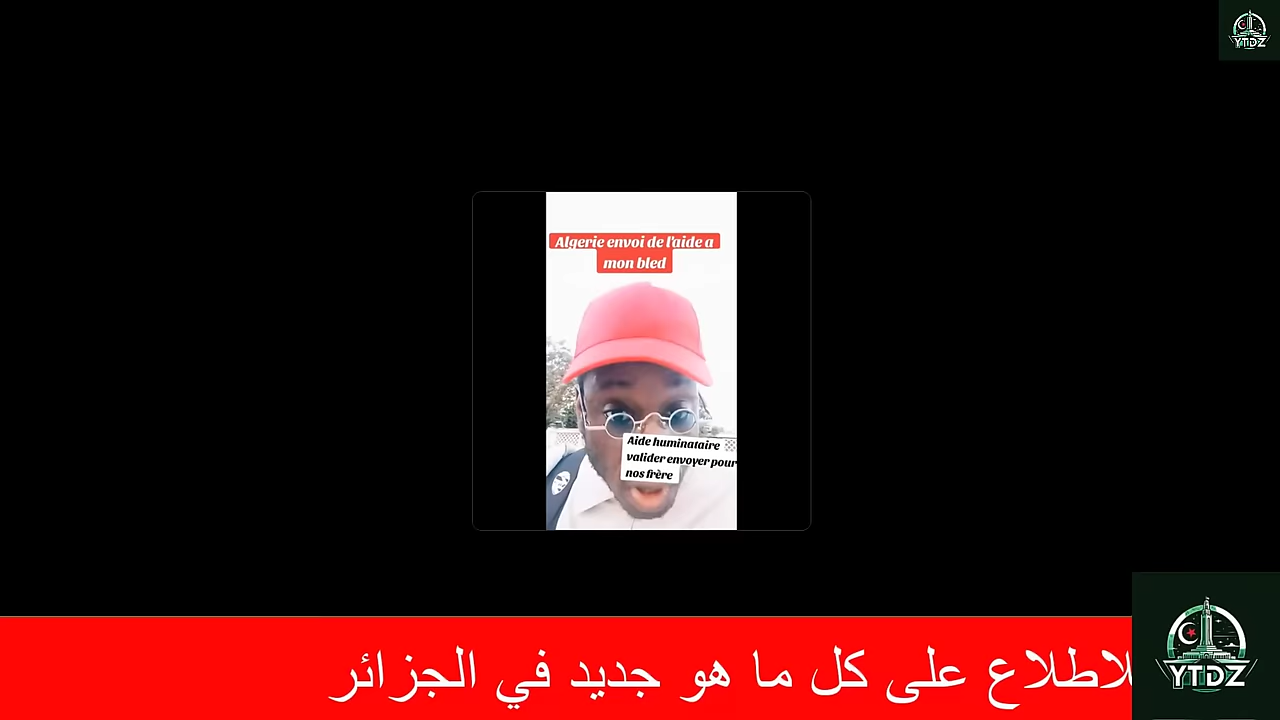 YTDZ
Algerie envoi de l'aide a
mon bled
Aide huminataire
valider envoyer pour
nos frère
للاطلاع على كل ما هو جديد في الجزائر
YTDZ